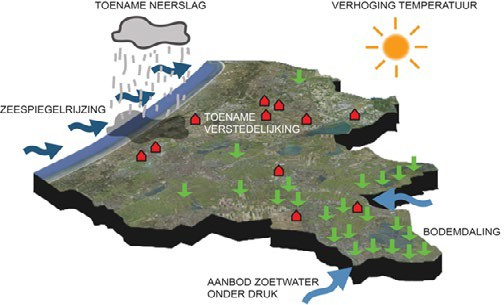 TOENAME NEERSLAG
VERHOGING TEMPERATUUR
ZEESPIEGELRIJZING
TOENAME
VERSTEDELIJKING
BODEMDALING
AANBOD ZOETWATER
ONDER DRUK